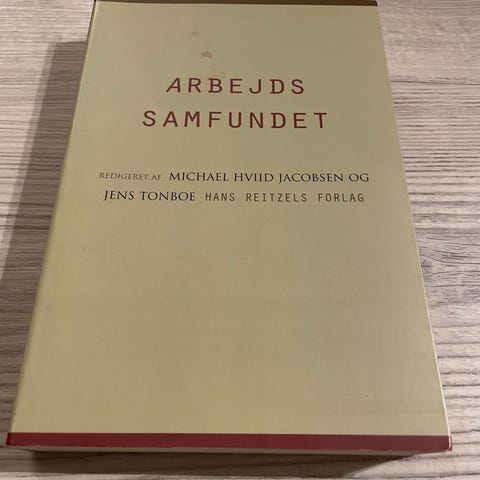 ARBEJDS
SAMFUNDET
REDIGERET AF MICHAEL HVIID JACOBSEN OG
JENS TONBOE HANS REITZELS FORLAG